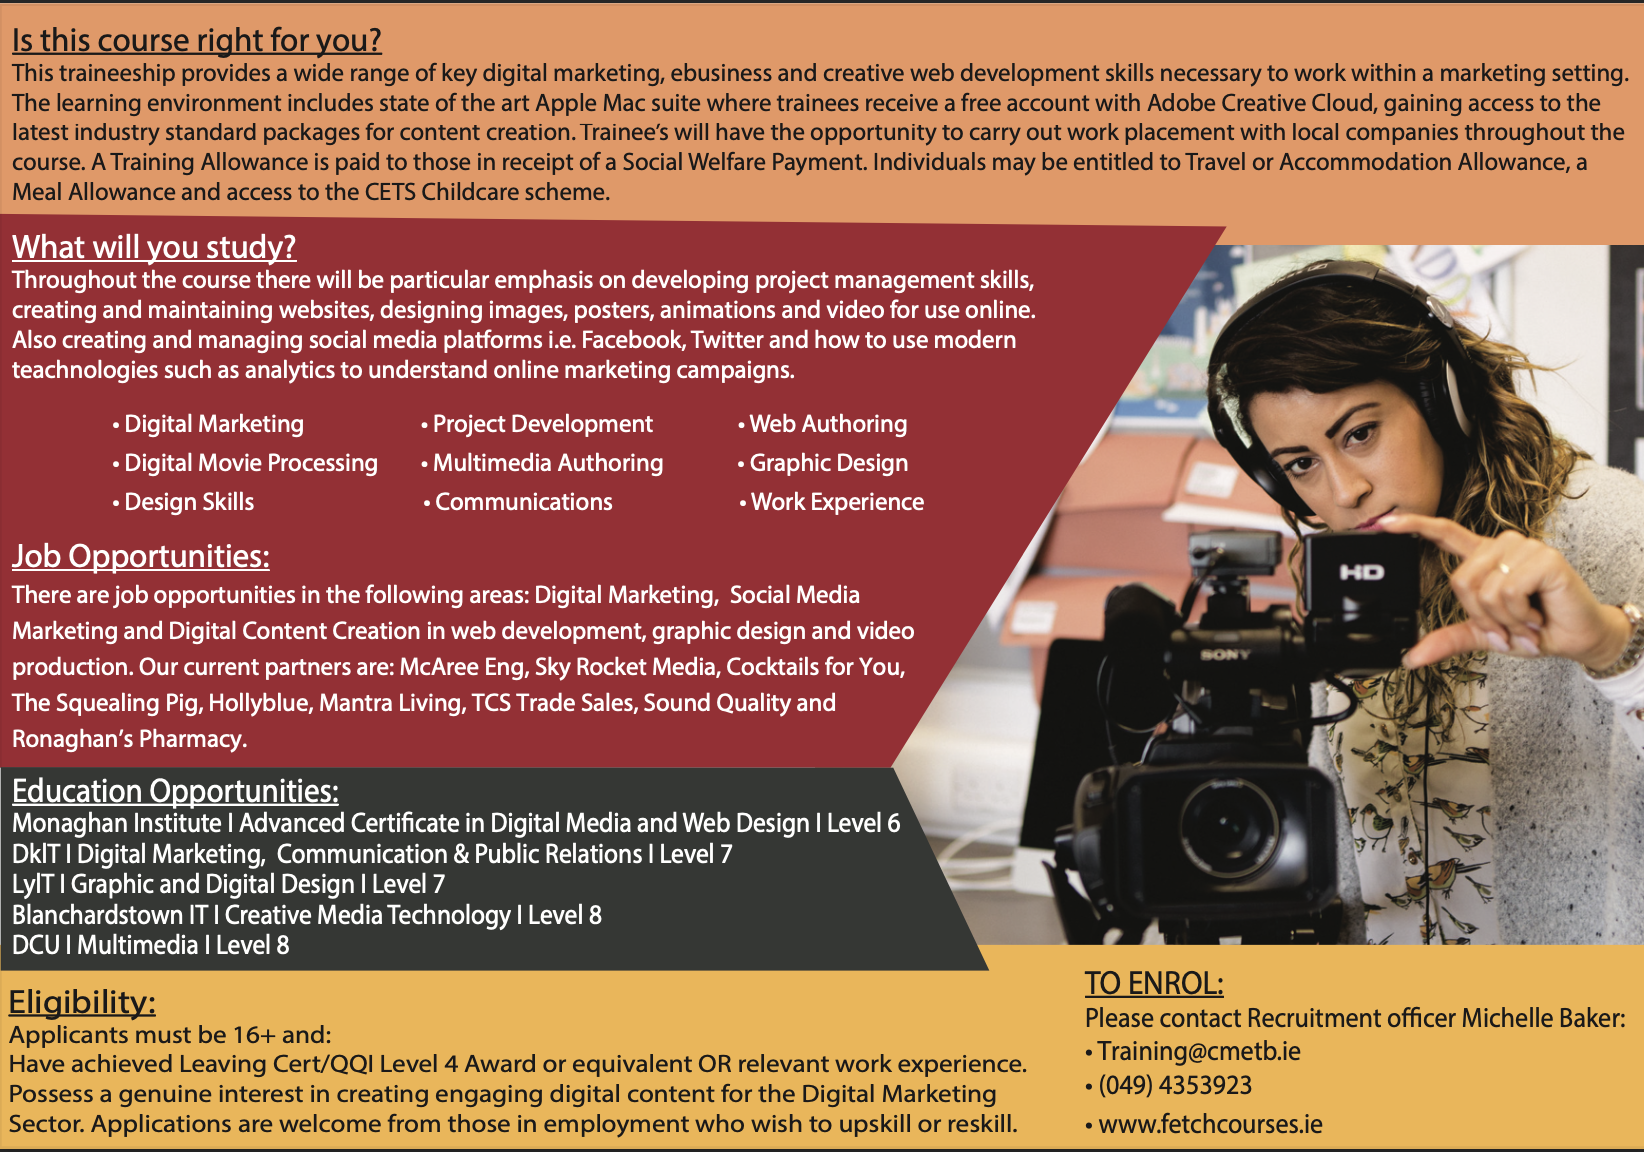 Is this course right for you?
This traineeship provides a wide range of key digital marketing, ebusiness and creative web development skills necessary to work within a marketing setting.
The learning environment includes state of the art Apple Mac suite where trainees receive a free account with Adobe Creative Cloud, gaining access to the
latest industry standard packages for content creation. Trainee's will have the opportunity to carry out work placement with local companies throughout the
course. A Training Allowance is paid to those in receipt of a Social Welfare Payment. Individuals may be entitled to Travel or Accommodation Allowance, a
Meal Allowance and access to the CETS Childcare scheme.
What will you study?
Throughout the course there will be particular emphasis on developing project management skills,
creating and maintaining websites, designing images, posters, animations and video for use online.
Also creating and managing social media platforms i.e. Facebook, Twitter and how to use modern
teachnologies such as analytics to understand online marketing campaigns.
• Digital Marketing • Project Development • Web Authoring
• Digital Movie Processing • Multimedia Authoring • Graphic Design
• Design Skills • Communications • Work Experience
Job Opportunities:
There are job opportunities in the following areas: Digital Marketing, Social Media
Marketing and Digital Content Creation in web development, graphic design and video
production. Our current partners are: McAree Eng, Sky Rocket Media, Cocktails for You,
The Squealing Pig, Hollyblue, Mantra Living, TCS Trade Sales, Sound Quality and
Ronaghan's Pharmacy.
HD
SONY
Education Opportunities:
Monaghan Institute I Advanced Certificate in Digital Media and Web Design I Level 6
DklT I Digital Marketing, Communication & Public Relations I Level 7
LylT I Graphic and Digital Design I Level 7
Blanchardstown IT I Creative Media Technology I Level 8
DCU I Multimedia I Level 8
Eligibility:
Applicants must be 16+ and:
Have achieved Leaving Cert/QQI Level 4 Award or equivalent OR relevant work experience.
Possess a genuine interest in creating engaging digital content for the Digital Marketing
Sector. Applications are welcome from those in employment who wish to upskill or reskill.
TO ENROL:
Please contact Recruitment officer Michelle Baker:
• Training@cmetb.ie
• (049) 4353923
• www.fetchcourses.ie